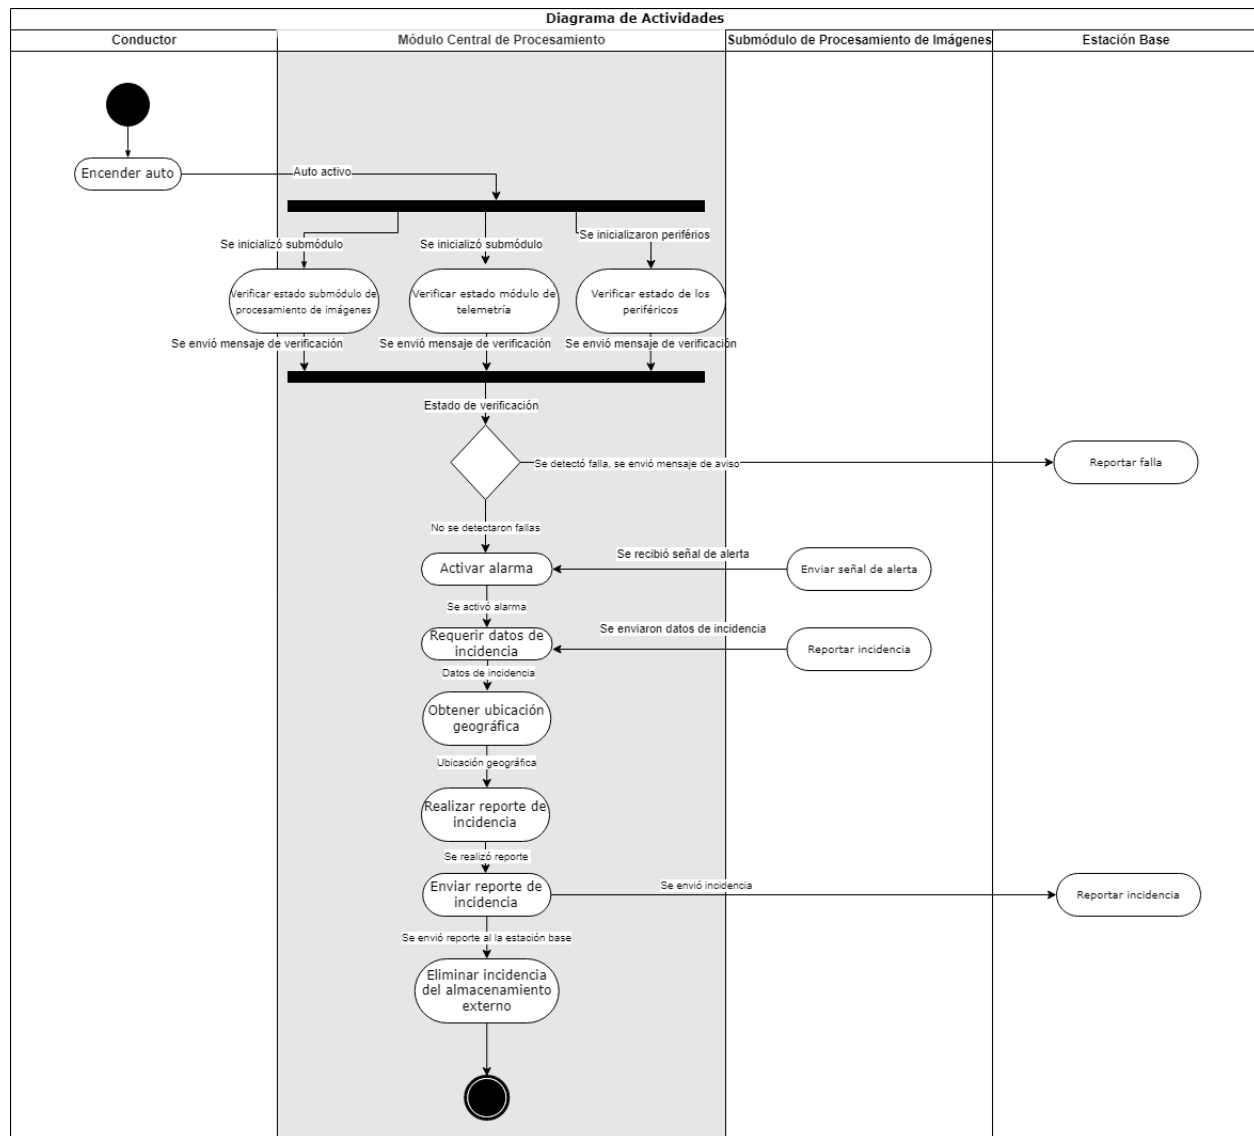 Diagrama de Actividades
Conductor
Módulo Central de Procesamiento
Submódulo de Procesamiento de Imágenes
Estación Base
Encender auto
Auto activo
Se inicializó submódulo
Se inicializó submódulo
Se inicializaron periférios
Verificar estado submódulo de
procesamiento de imágenes
Verificar estado módulo de
telemetría
Verificar estado de los
periféricos
Se envió mensaje de verificación
Se envió mensaje de verificación
Se envió mensaje de verificación
Estado de verificación
Se detectó falla, se envió mensaje de aviso
Reportar falla
No se detectaron fallas
Activar alarma
Se recibió señal de alerta
Enviar señal de alerta
Se activó alarma
Requerir datos de
incidencia
Se enviaron datos de incidencia
Reportar incidencia
Datos de incidencia
Obtener ubicación
geográfica
Ubicación geográfica
Realizar reporte de
incidencia
Se realizó reporte
Enviar reporte de
incidencia
Se envió incidencia
Reportar incidencia
Se envió reporte al la estación base
Eliminar incidencia
del almacenamiento
externo